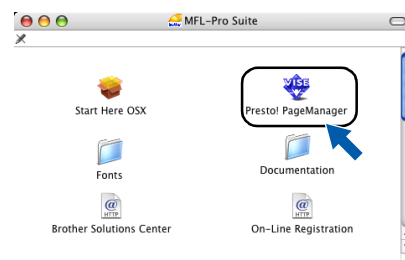 MFL-Pro Suite
Start Here OSX
VISE
Presto! PageManager
Fonts
Documentation
@
HTTP
@
HTTP
Brother Solutions Center
On-Line Registration